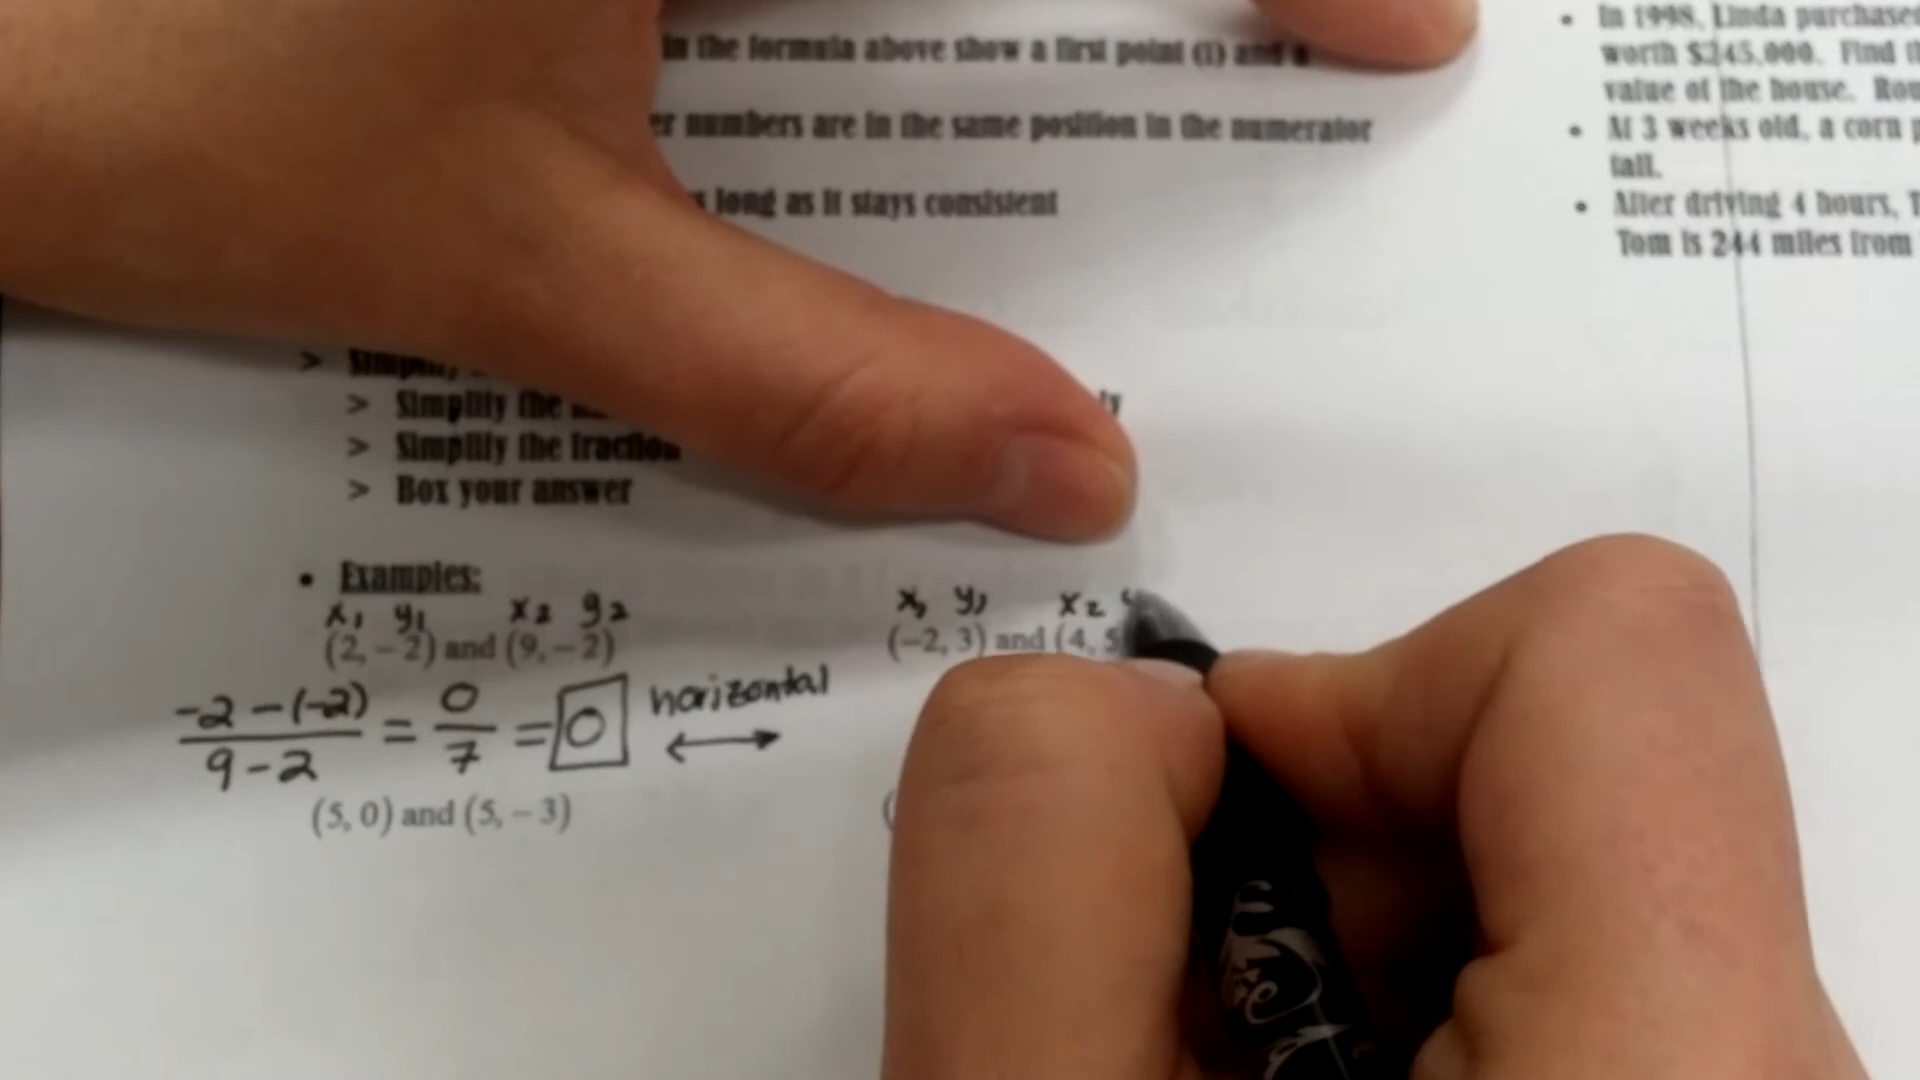 in the formula above show a first point (1) and a
numbers are in the same position in the numerator
long as it stays consistent
• In 1998, Linda purchased
worth $245,000. Find
value of the house.
• At 3 weeks old, a corn
tall.
• After driving 4 hours,
Tom is 244 miles from
> Simplify
> Simplify the
> Simplify the fraction
> Box your answer
• Examples:
x₁ y₁ x₂ y₂
(2, − 2) and (9, − 2)
-2 - (-2) / 9 - 2 = 0 / 7 = 0 horizontal
(5, 0) and (5, − 3)
x₁ y₁ x₂
(−2, 3) and (4, 5